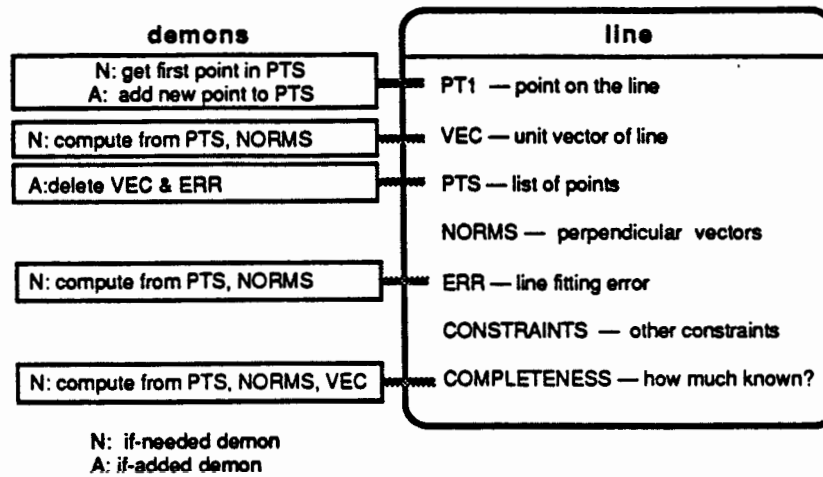 demons
N: get first point in PTS
A: add new point to PTS
N: compute from PTS, NORMS
A:delete VEC & ERR
N: compute from PTS, NORMS
N: compute from PTS, NORMS, VEC
N: if-needed demon
A: if-added demon
line
PT1 — point on the line
VEC — unit vector of line
PTS — list of points
NORMS — perpendicular vectors
ERR — line fitting error
CONSTRAINTS — other constraints
COMPLETENESS — how much known?